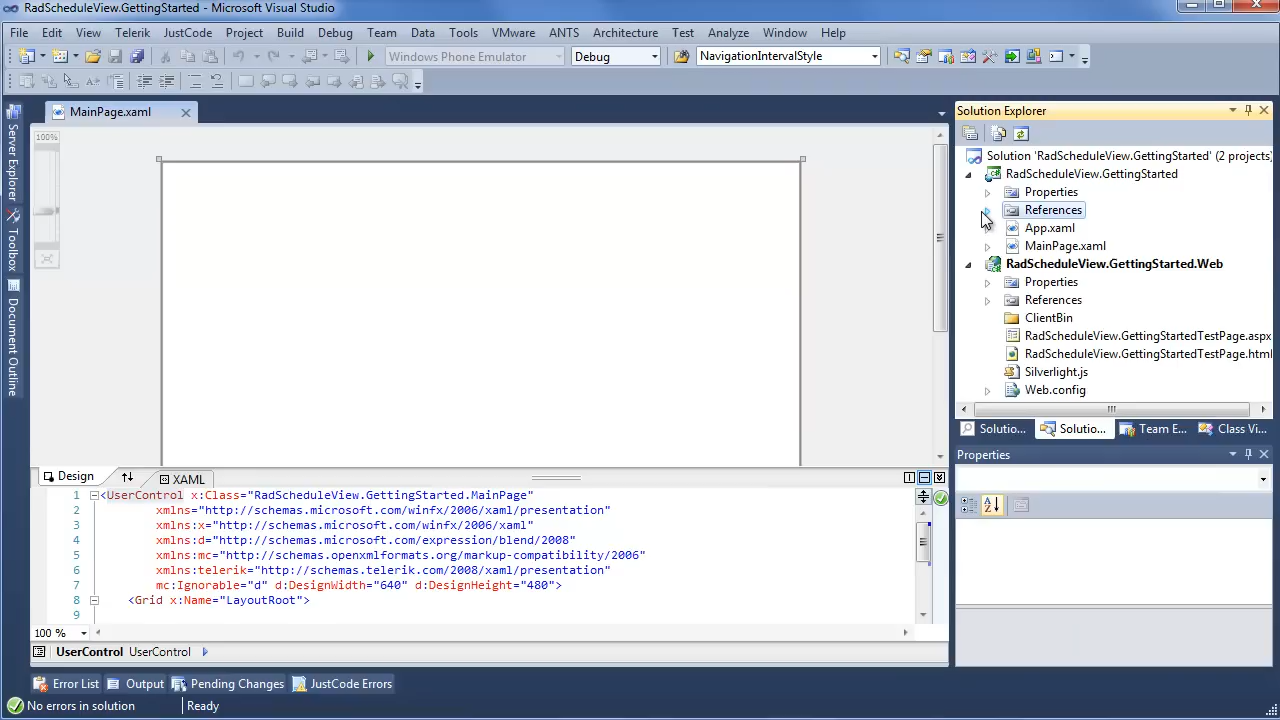 RadScheduleView.GettingStarted - Microsoft Visual Studio
File Edit View Telerik JustCode Project Build Debug Team Data Tools VMware ANTS Architecture Test Analyze Window Help
Windows Phone Emulator Debug NavigationIntervalStyle
MainPage.xaml
Solution Explorer
Server Explorer
Toolbox
Document Outline
100%
Solution 'RadScheduleView.GettingStarted' (2 projects)
RadScheduleView.GettingStarted
Properties
References
App.xaml
MainPage.xaml
RadScheduleView.GettingStarted.Web
Properties
References
ClientBin
RadScheduleView.GettingStartedTestPage.aspx
RadScheduleView.GettingStartedTestPage.html
Silverlight.js
Web.config
Solutio... Solutio... Team E... Class Vi...
Properties
Design XAML
1 <UserControl x:Class="RadScheduleView.GettingStarted.MainPage"
2 xmlns="http://schemas.microsoft.com/winfx/2006/xaml/presentation"
3 xmlns:x="http://schemas.microsoft.com/winfx/2006/xaml"
4 xmlns:d="http://schemas.microsoft.com/expression/blend/2008"
5 xmlns:mc="http://schemas.openxmlformats.org/markup-compatibility/2006"
6 xmlns:telerik="http://schemas.telerik.com/2008/xaml/presentation"
7 mc:Ignorable="d" d:DesignWidth="640" d:DesignHeight="480">
8 <Grid x:Name="LayoutRoot">
9
100 %
UserControl UserControl
Error List Output Pending Changes JustCode Errors
No errors in solution Ready